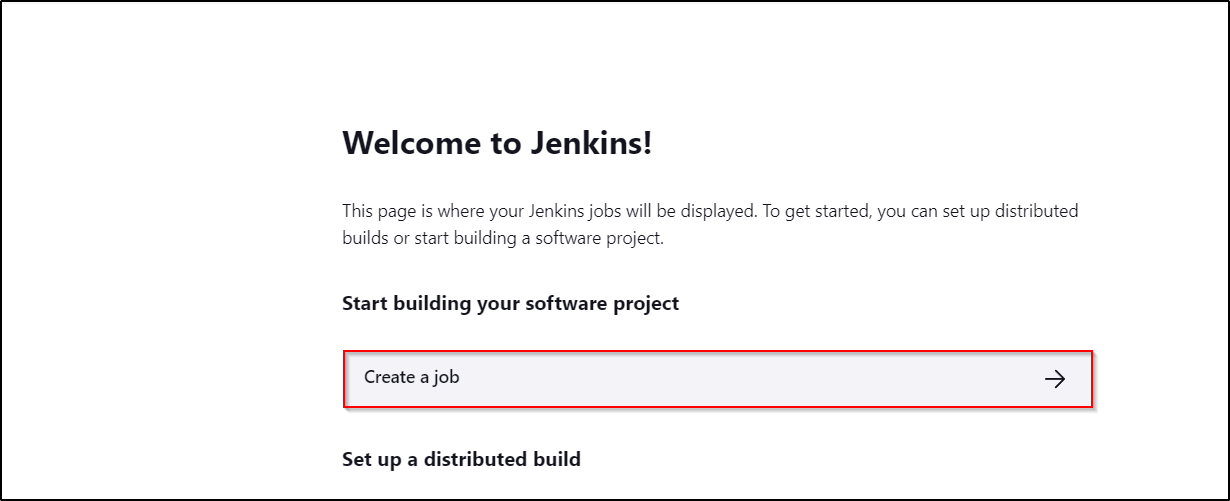 Welcome to Jenkins!
This page is where your Jenkins jobs will be displayed. To get started, you can set up distributed
builds or start building a software project.
Start building your software project
Create a job
Set up a distributed build